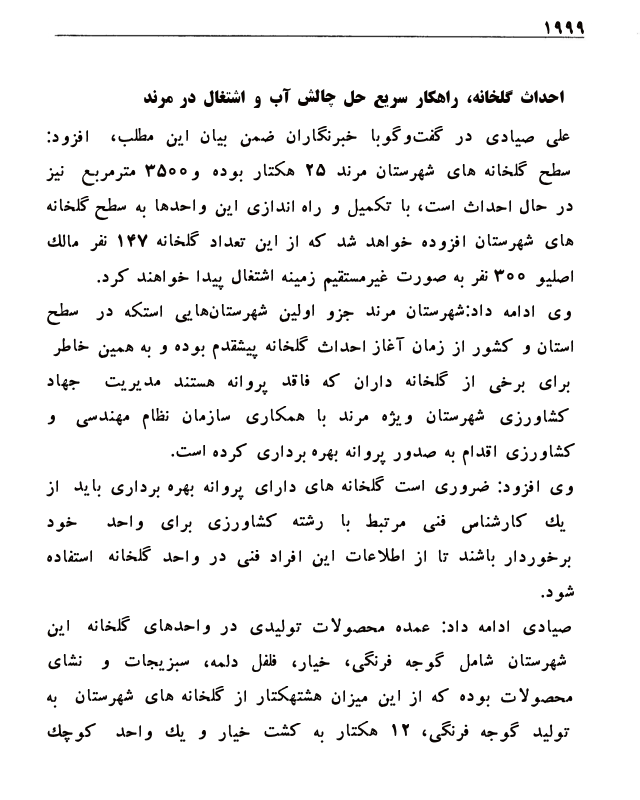 ۱۹۹۹
احداث گلخانه، راهکار سریع حل چالش آب و اشتغال در مرند
علی صیادی در گفت‌وگوبا خبرنگاران ضمن بیان این مطلب، افزود:
سطح گلخانه های شهرستان مرند ۲۵ هکتار بوده و۳۵۰۰ مترمربع نیز
در حال احداث است، با تکمیل و راه اندازی این واحدها به سطح گلخانه
های شهرستان افزوده خواهد شد که از این تعداد گلخانه ۱۴۷ نفر مالك
اصلیو ۳۰۰ نفر به صورت غیرمستقیم زمینه اشتغال پیدا خواهند کرد.
وی ادامه داد:شهرستان مرند جزو اولین شهرستان‌هایی استکه در سطح
استان و کشور از زمان آغاز احداث گلخانه پیشقدم بوده و به همین خاطر
برای برخی از گلخانه داران که فاقد پروانه هستند مدیریت جهاد
کشاورزی شهرستان ویژه مرند با همکاری سازمان نظام مهندسی و
کشاورزی اقدام به صدور پروانه بهره برداری کرده است.
وی افزود: ضروری است گلخانه های دارای پروانه بهره برداری باید از
يك کارشناس فنی مرتبط با رشته کشاورزی برای واحد خود
برخوردار باشند تا از اطلاعات این افراد فنی در واحد گلخانه استفاده
شود.
صیادی ادامه داد: عمده محصولات تولیدی در واحدهای گلخانه این
شهرستان شامل گوجه فرنگی، خیار، فلفل دلمه، سبزیجات و نشای
محصولات بوده که از این میزان هشتهکتار از گلخانه های شهرستان به
تولید گوجه فرنگی، ۱۲ هکتار به کشت خیار و يك واحد کوچك